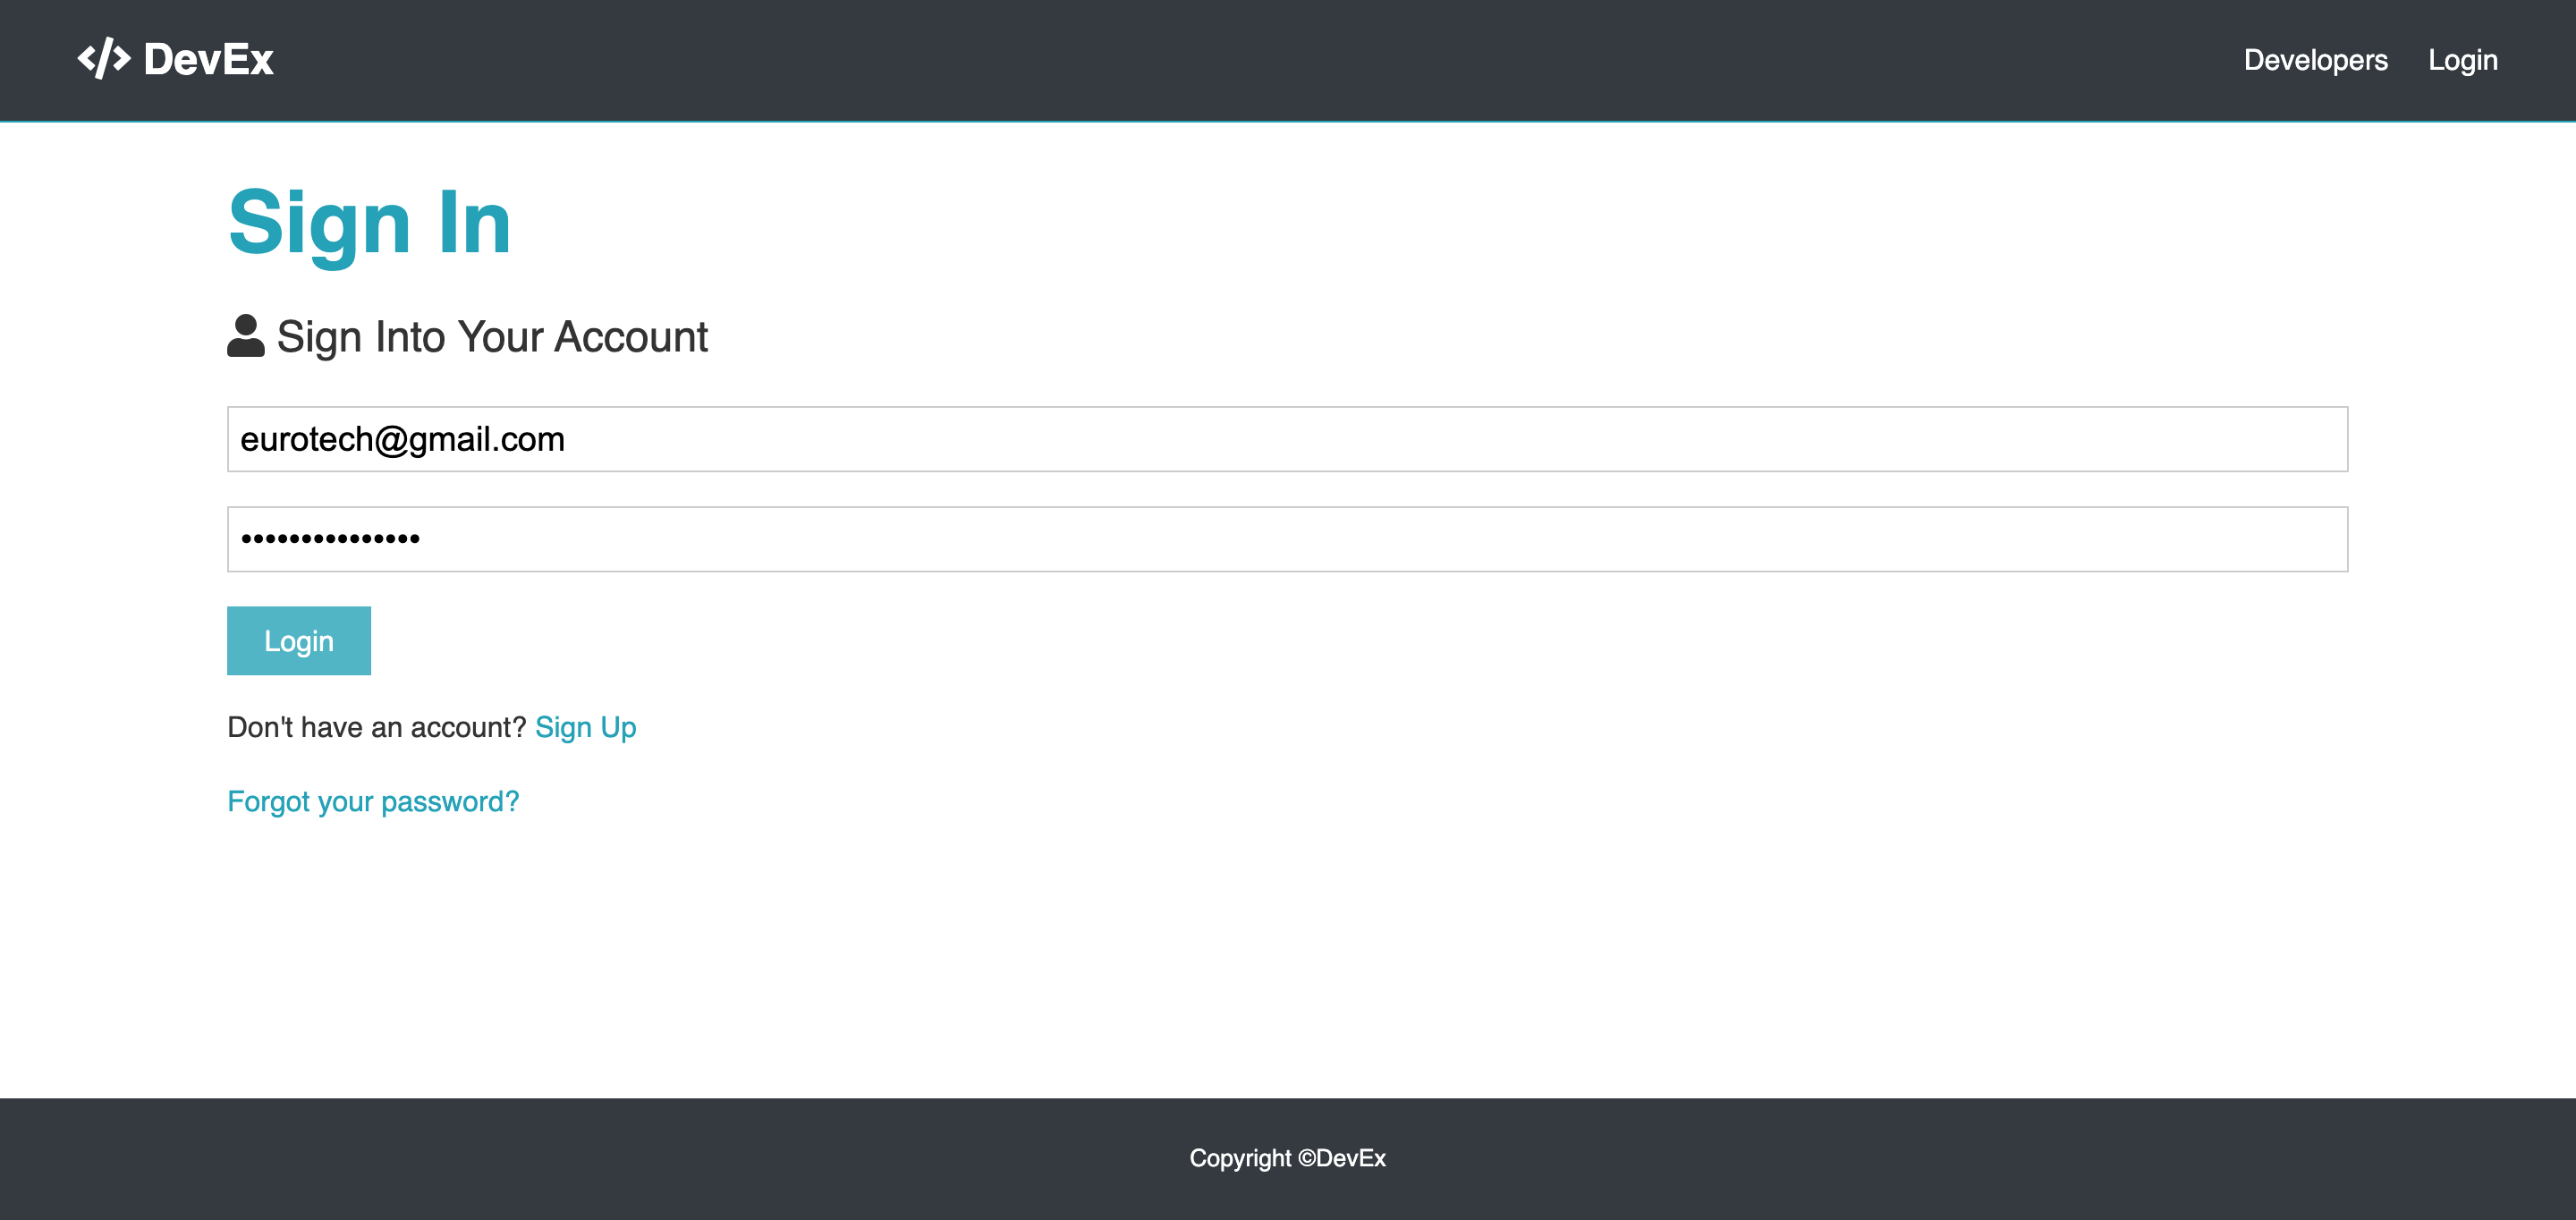 </> DevEx
Developers Login
Sign In
Sign Into Your Account
eurotech@gmail.com
•••••••••••••••
Login
Don't have an account? Sign Up
Forgot your password?
Copyright ©DevEx